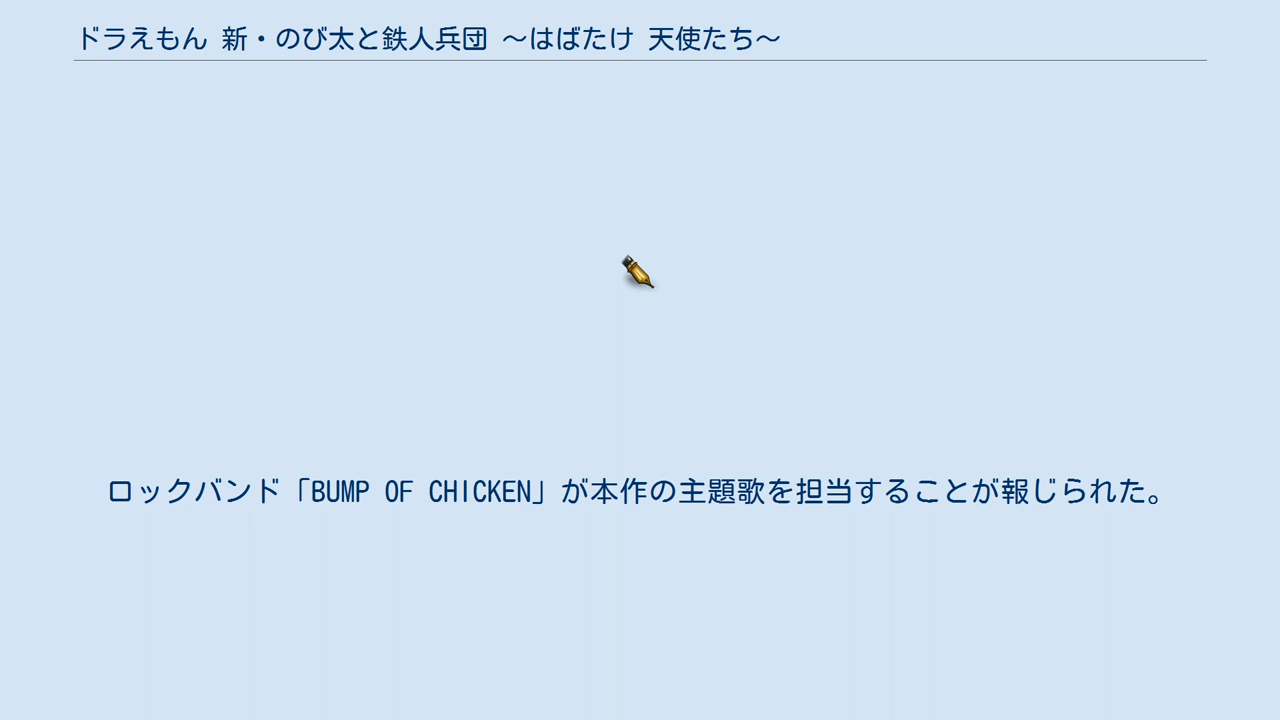 ドラえもん 新・のび太と鉄人兵団 ～はばたけ 天使たち～
ロックバンド「BUMP OF CHICKEN」が本作の主題歌を担当することが報じられた。